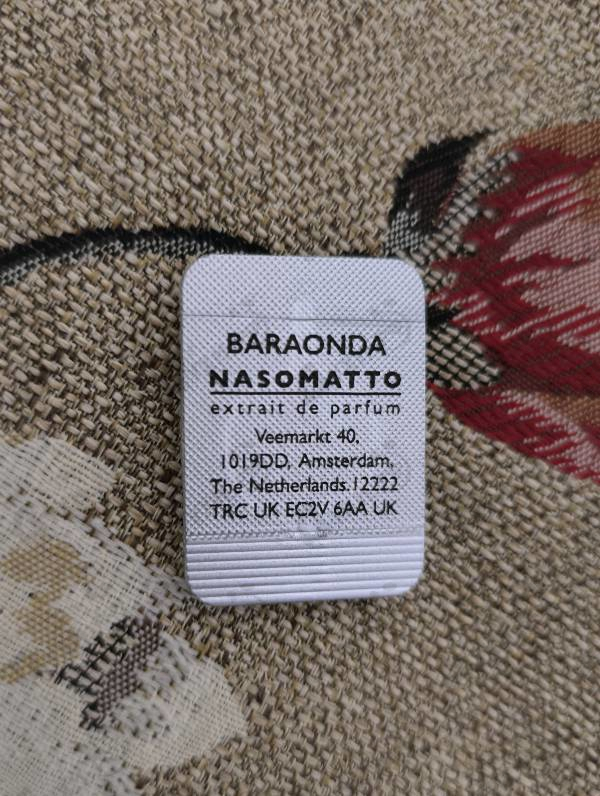 BARAONDA
NASOMATTO
extrait de parfum
Veemarkt 40,
1019DD, Amsterdam,
The Netherlands.12222
TRC UK EC2V 6AA UK